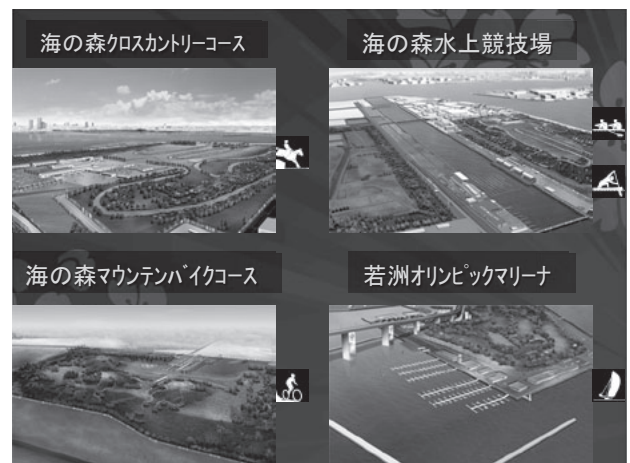 海の森クロスカントリーコース
海の森水上競技場
海の森マウンテンバイクコース
若洲オリンピックマリーナ